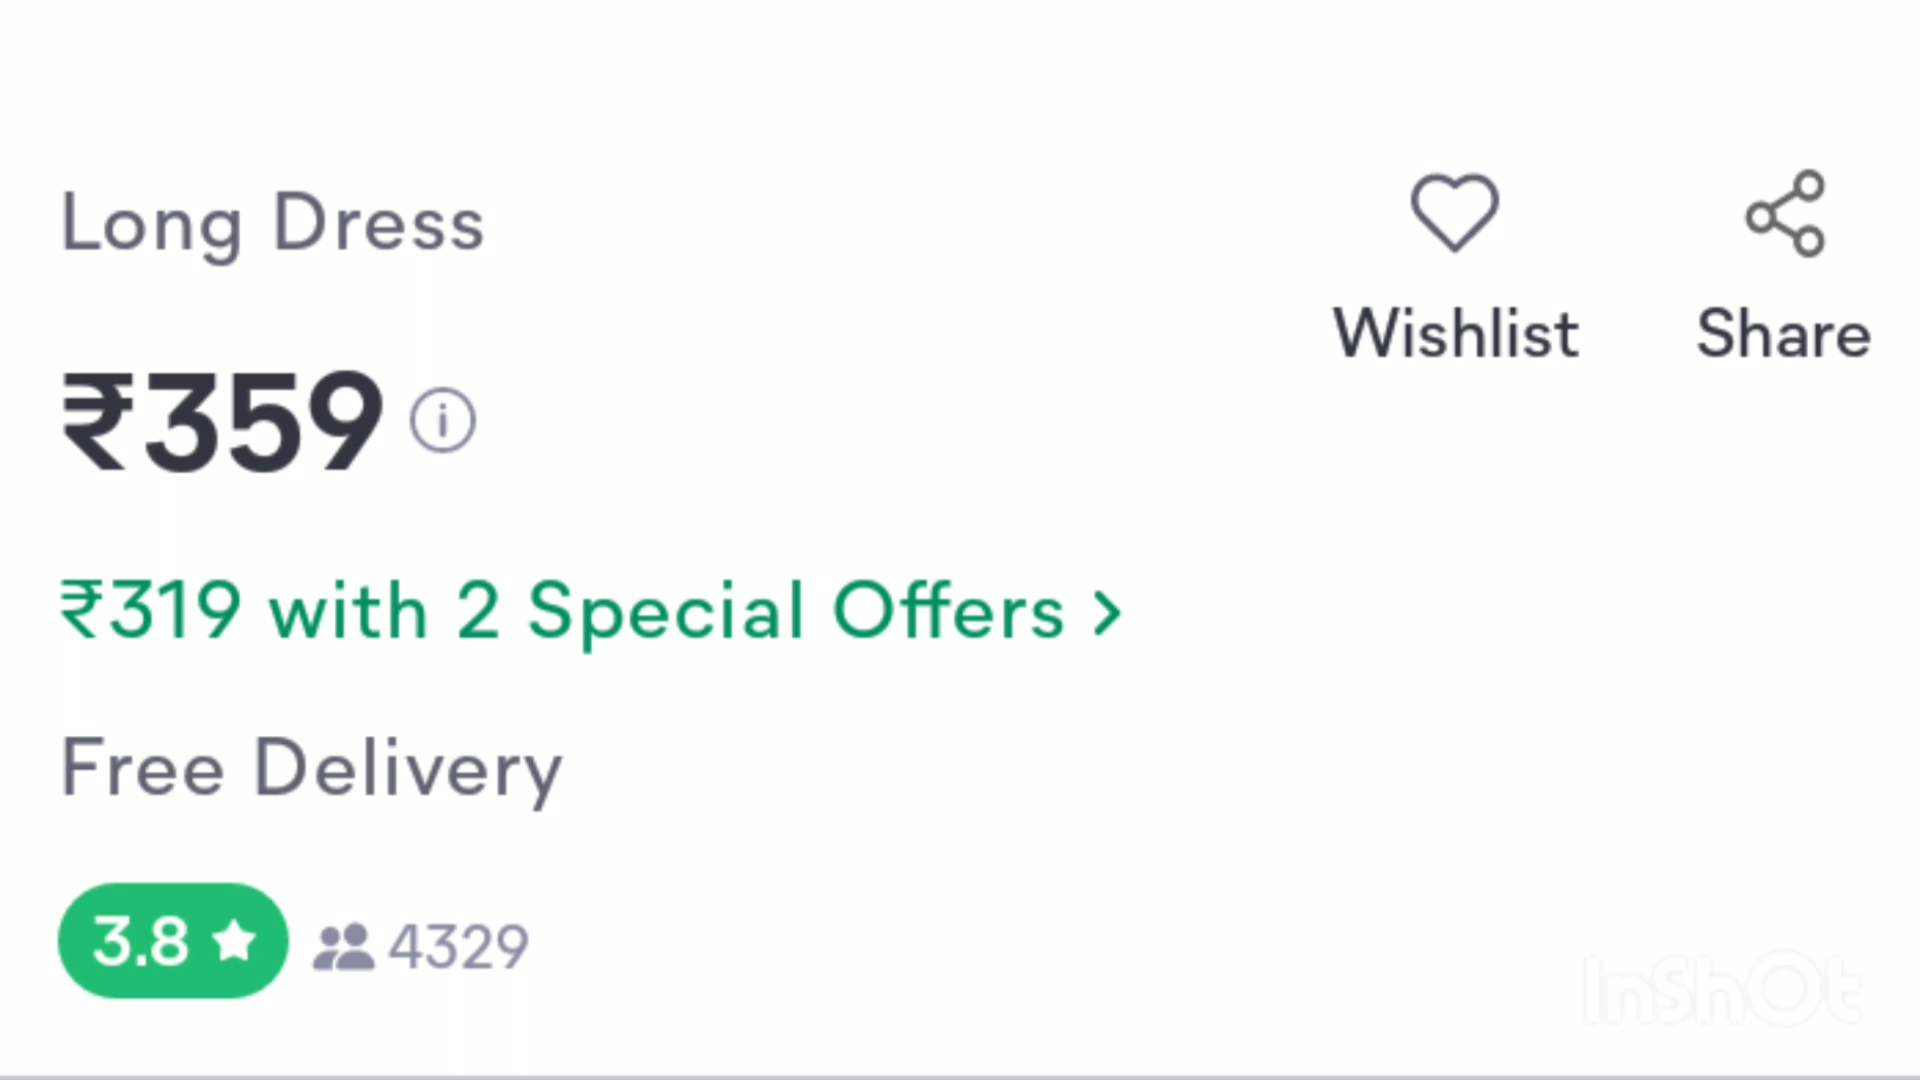 Long Dress
Wishlist
Share
₹359
₹319 with 2 Special Offers
Free Delivery
3.8
4329
InShOt